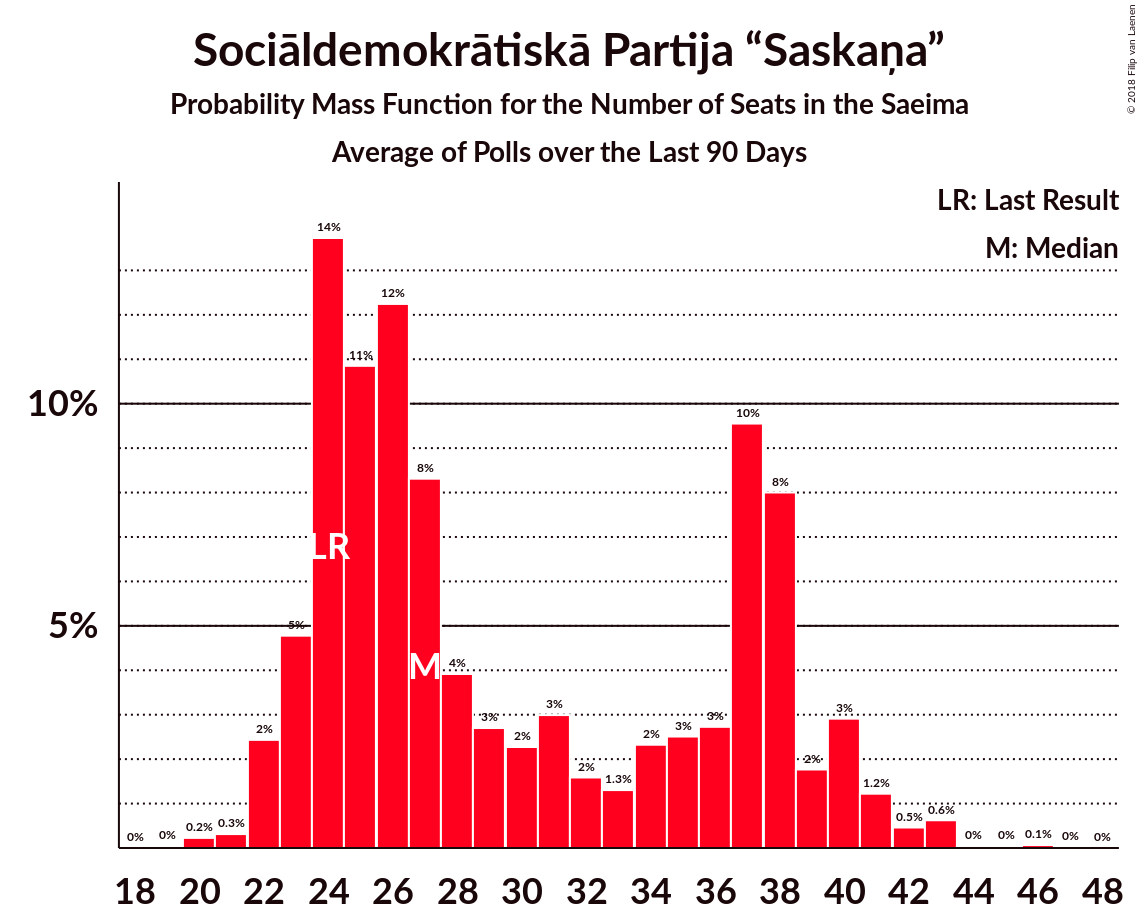 Sociāldemokrātiskā Partija “Saskaņa”
Probability Mass Function for the Number of Seats in the Saeima
Average of Polls over the Last 90 Days
© 2018 Filip van Laenen
LR: Last Result
M: Median
10%
5%
0% 0% 0.2% 0.3% 2% 5% 14% 11% 12% 8% 4% 3% 2% 3% 2% 1.3% 2% 3% 3% 10% 8% 2% 3% 1.2% 0.5% 0.6% 0% 0% 0.1% 0% 0%
LR
M
18 20 22 24 26 28 30 32 34 36 38 40 42 44 46 48